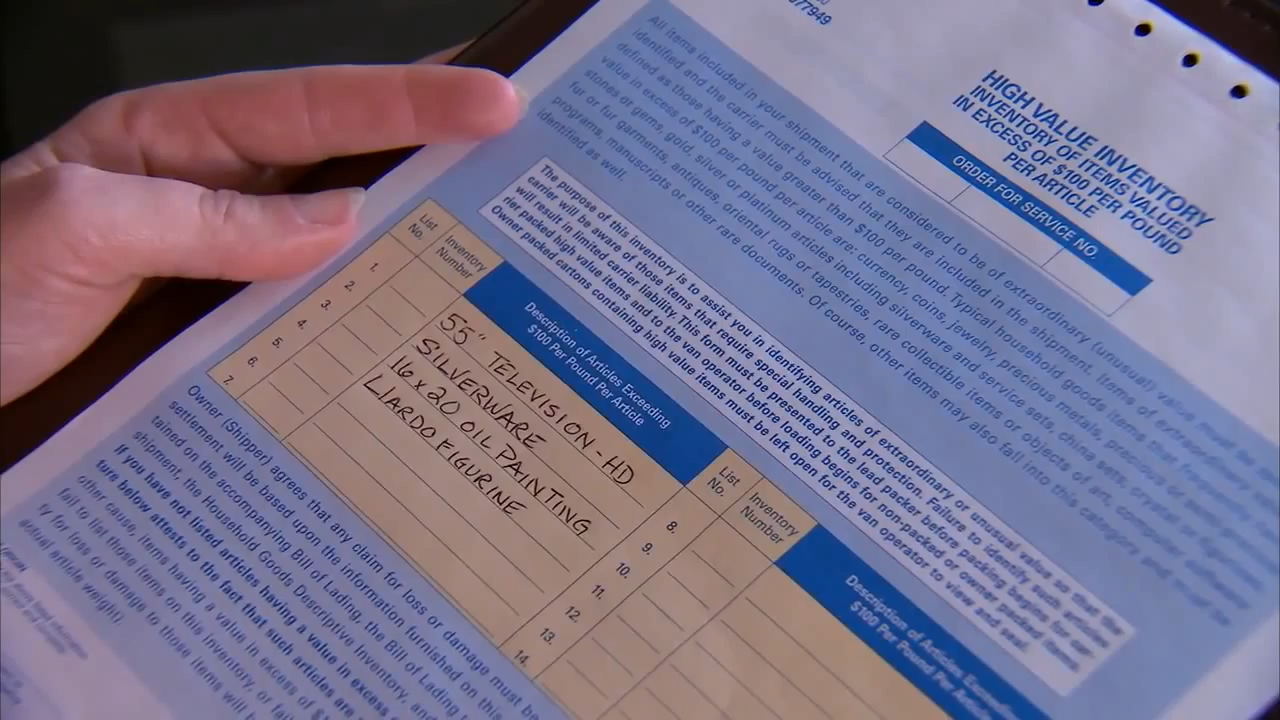 77949
HIGH VALUE INVENTORY
INVENTORY OF ITEMS VALUED
IN EXCESS OF $100 PER POUND
PER ARTICLE
ORDER FOR SERVICE NO.
All items included in your shipment that are considered to be of extraordinary (unusual) value
identified and the carrier must be advised that they are included in the shipment. Items of
defined as those having a value greater than $100 per pound. Typical household goods items
value in excess of $100 per pound per article are: currency, coins, jewelry, precious metals,
stones or gems, gold, silver or platinum articles including silverware and service sets, china sets,
fur or fur garments, antiques, oriental rugs or tapestries, rare collectible items or objects of art, computer
programs, manuscripts or other rare documents. Of course, other items may also fall into this category and must be
identified as well.
The purpose of this inventory is to assist you in identifying articles of extraordinary or unusual value so that the
carrier will be aware of those items that require special handling and protection. Failure to identify such articles
will result in limited carrier liability. This form must be presented to the lead packer before packing begins for car-
rier packed high value items and to the van operator before loading begins for non-packed or owner packed items.
Owner packed cartons containing high value items must be left open for the van operator to view and seal.
List No.
Inventory Number
Description of Articles Exceeding
$100 Per Pound Per Article
1.
2.
3.
4.
5.
6.
7.
55" TELEVISION - HD
SILVERWARE
16 x 20 OIL PAINTING
LIARDO FIGURINE
List No.
Inventory Number
Description of Articles Exceeding
$100 Per Pound Per Article
8.
9.
10.
11.
12.
13.
14.
Owner (Shipper) agrees that any claim for loss or damage must be
settlement will be based upon the information furnished on this
tained on the accompanying Bill of Lading, the Bill of Lading
shipment, the Household Goods Descriptive Inventory, and
If you have not listed articles having a value in excess
ture below attests to the fact that such articles are
other cause, items having a value in excess of
fail to list those items on this inventory, or
y for loss or damage to those items will be
actual article weight).